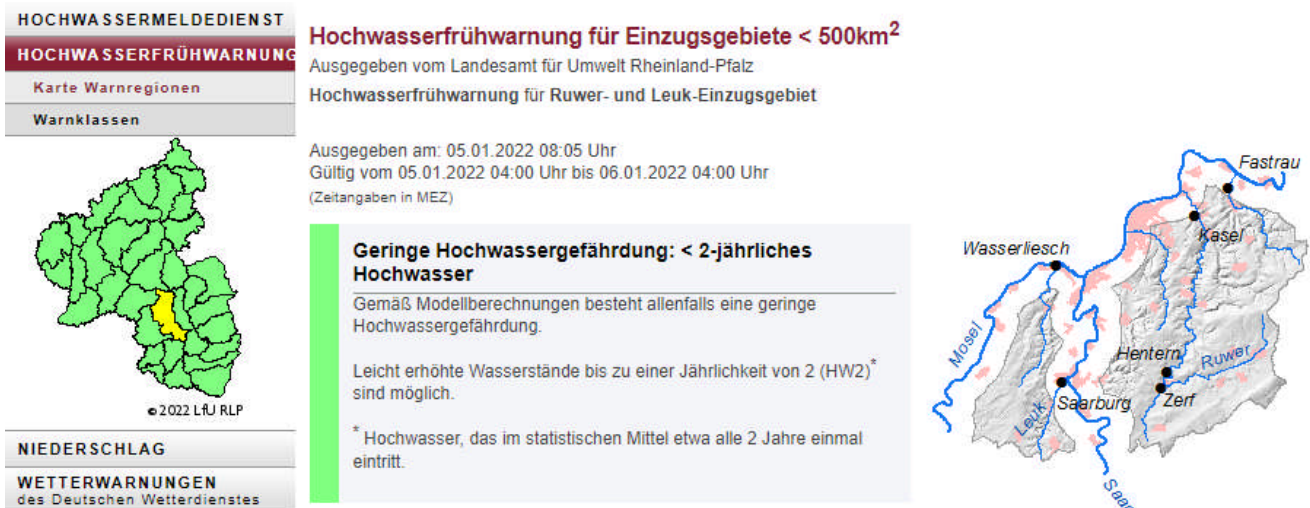 HOCHWASSERMELDEDIENST
HOCHWASSERFRÜHWARNUNG
Karte Warnregionen
Warnklassen
©2022 LfU RLP
NIEDERSCHLAG
WETTERWARNUNGEN
des Deutschen Wetterdienstes
Hochwasserfrühwarnung für Einzugsgebiete < 500km2
Ausgegeben vom Landesamt für Umwelt Rheinland-Pfalz
Hochwasserfrühwarnung für Ruwer- und Leuk-Einzugsgebiet
Ausgegeben am: 05.01.2022 08:05 Uhr
Gültig vom 05.01.2022 04:00 Uhr bis 06.01.2022 04:00 Uhr
(Zeitangaben in MEZ)
Geringe Hochwassergefährdung: < 2-jährliches
Hochwasser
Gemäß Modellberechnungen besteht allenfalls eine geringe
Hochwassergefährdung.
Leicht erhöhte Wasserstände bis zu einer Jährlichkeit von 2 (HW2)*
sind möglich.
* Hochwasser, das im statistischen Mittel etwa alle 2 Jahre einmal
eintritt.
Fastrau
Kasel
Wasserliesch
Mosel
Hentern
Ruwer
Saarburg
Zerf
Leuk
Saar